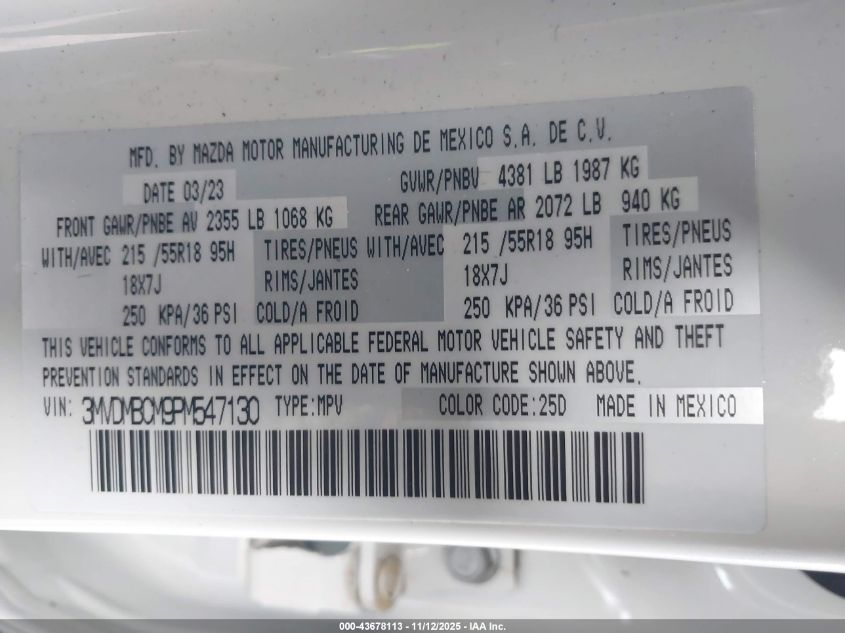 MFD. BY MAZDA MOTOR MANUFACTURING DE MEXICO S.A. DE C.V.
DATE 03/23 GVWR/PNBV 4381 LB 1987 KG
FRONT GAWR/PNBE AV 2355 LB 1068 KG REAR GAWR/PNBE AR 2072 LB 940 KG
WITH/AVEC 215 /55R18 95H TIRES/PNEUS WITH/AVEC 215 /55R18 95H TIRES/PNEUS
18X7J RIMS/JANTES 18X7J RIMS/JANTES
250 KPA/36 PSI COLD/A FROID 250 KPA/36 PSI COLD/A FROID
THIS VEHICLE CONFORMS TO ALL APPLICABLE FEDERAL MOTOR VEHICLE SAFETY AND THEFT
PREVENTION STANDARDS IN EFFECT ON THE DATE OF MANUFACTURE SHOWN ABOVE.
VIN: 3MVDMBCM9PM547130 TYPE:MPV COLOR CODE:25D MADE IN MEXICO
000-43678113 - 11/12/2025 - IAA Inc.